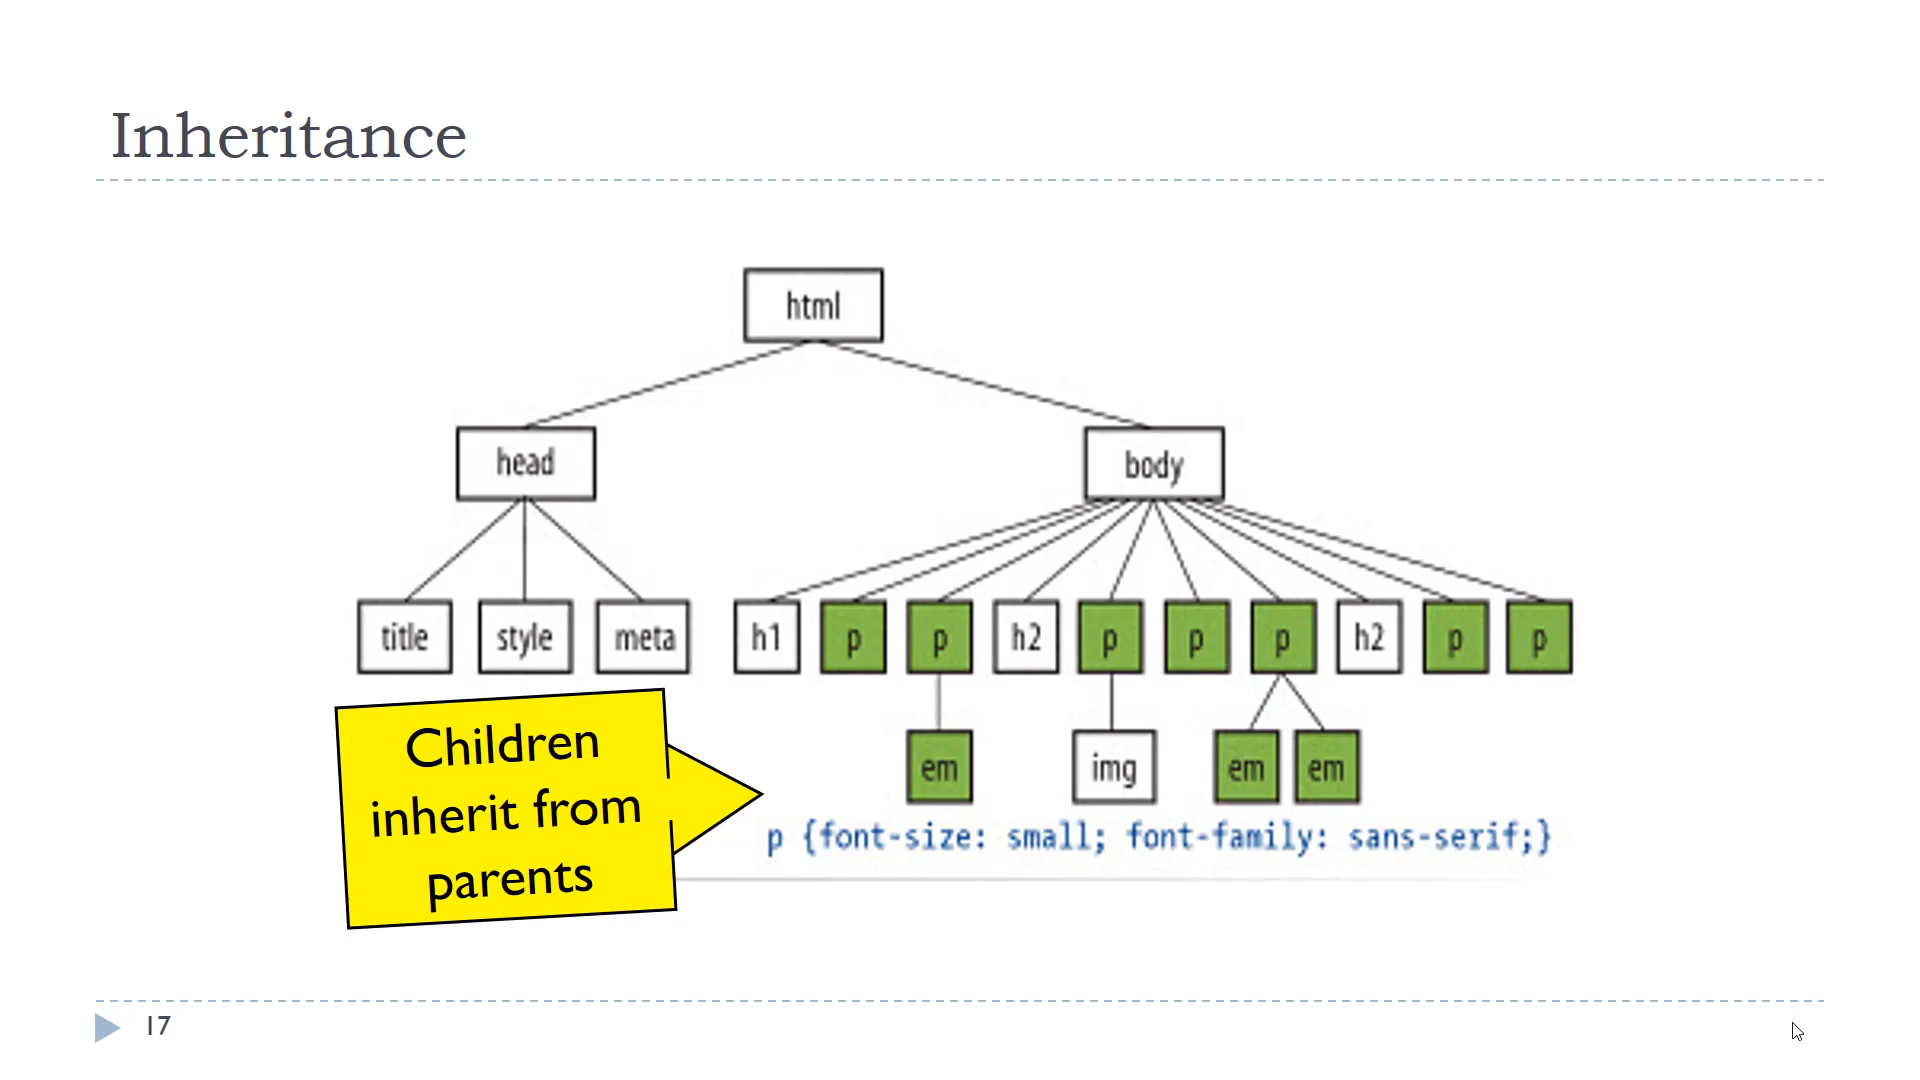 Inheritance
html
head
body
title style meta h1 p p h2 p p p h2 p p
em img em em
Children
inherit from
parents
p {font-size: small; font-family: sans-serif;}
17